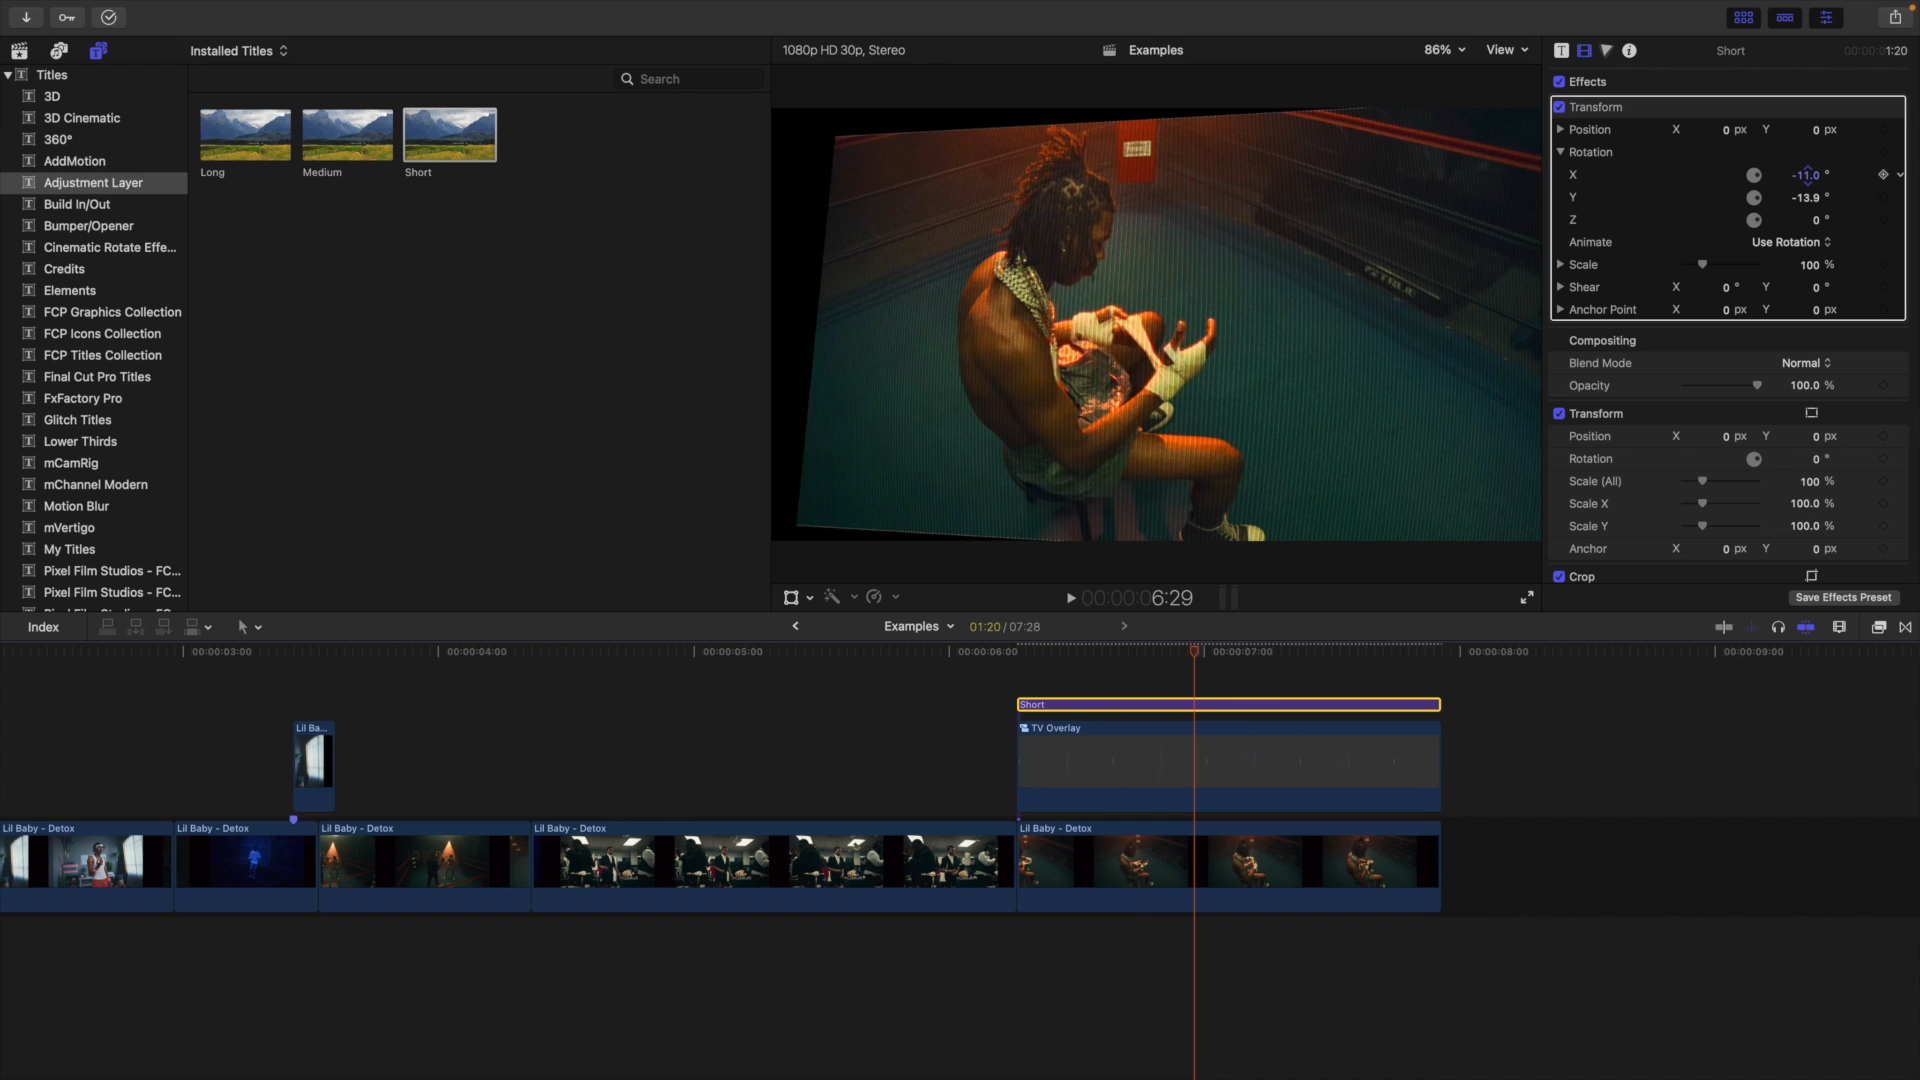 Installed Titles
1080p HD 30p, Stereo
Examples
86%
View
Short
00:00:01:20
Titles
Search
Effects
3D
3D Cinematic
360°
AddMotion
Adjustment Layer
Build In/Out
Bumper/Opener
Cinematic Rotate Effe...
Credits
Elements
FCP Graphics Collection
FCP Icons Collection
FCP Titles Collection
Final Cut Pro Titles
FxFactory Pro
Glitch Titles
Lower Thirds
mCamRig
mChannel Modern
Motion Blur
mVertigo
My Titles
Pixel Film Studios - FC...
Pixel Film Studios - FC...
Long
Medium
Short
Transform
Position X 0 px Y 0 px
Rotation
X -11.0 °
Y -13.9 °
Z 0 °
Animate Use Rotation
Scale 100 %
Shear X 0 ° Y 0 °
Anchor Point X 0 px Y 0 px
Compositing
Blend Mode Normal
Opacity 100.0 %
Transform
Position X 0 px Y 0 px
Rotation 0 °
Scale (All) 100 %
Scale X 100.0 %
Scale Y 100.0 %
Anchor X 0 px Y 0 px
Crop
Save Effects Preset
00:00:06:29
Index
Examples
01:20 / 07:28
00:00:03:00
00:00:04:00
00:00:05:00
00:00:06:00
00:00:07:00
00:00:08:00
00:00:09:00
Short
Lil Ba...
TV Overlay
Lil Baby - Detox
Lil Baby - Detox
Lil Baby - Detox
Lil Baby - Detox
Lil Baby - Detox